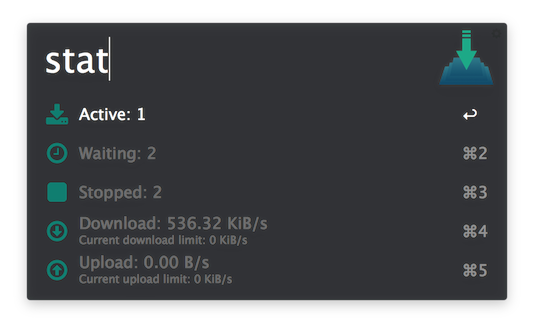 stat
Active: 1 ↩
Waiting: 2 ⌘2
Stopped: 2 ⌘3
Download: 536.32 KiB/s ⌘4
Current download limit: 0 KiB/s
Upload: 0.00 B/s ⌘5
Current upload limit: 0 KiB/s